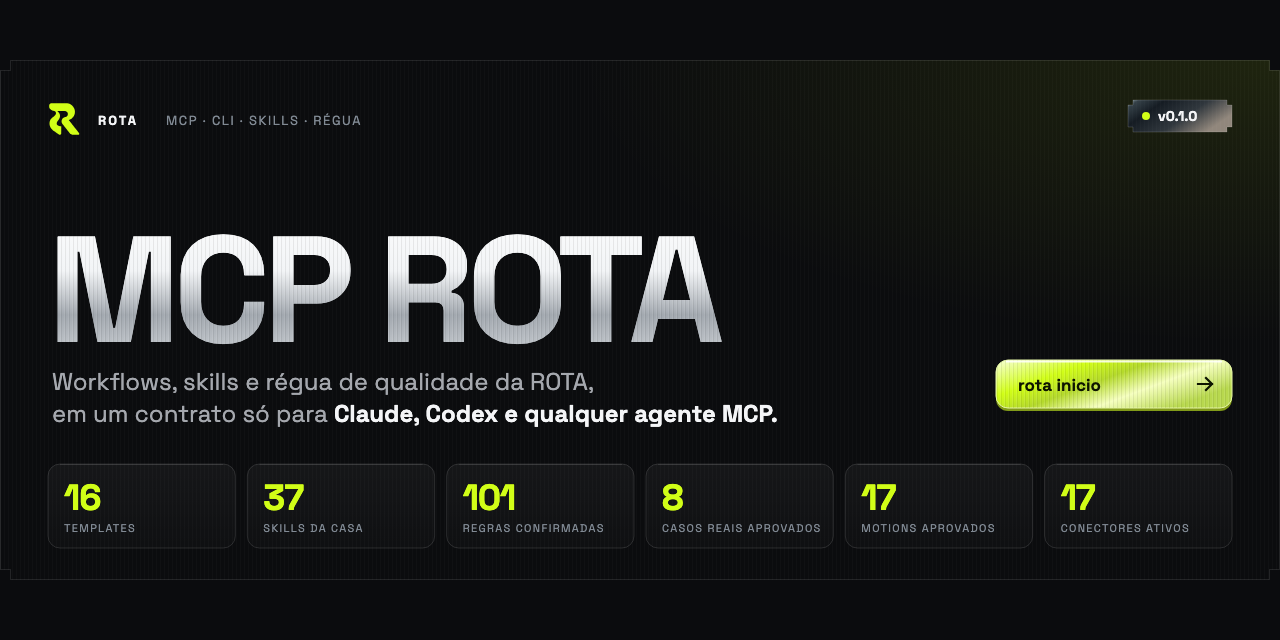 ROTA
MCP · CLI · SKILLS · RÉGUA
v0.1.0
MCP ROTA
Workflows, skills e régua de qualidade da ROTA,
em um contrato só para Claude, Codex e qualquer agente MCP.
rota inicio →
16
TEMPLATES
37
SKILLS DA CASA
101
REGRAS CONFIRMADAS
8
CASOS REAIS APROVADOS
17
MOTIONS APROVADOS
17
CONECTORES ATIVOS